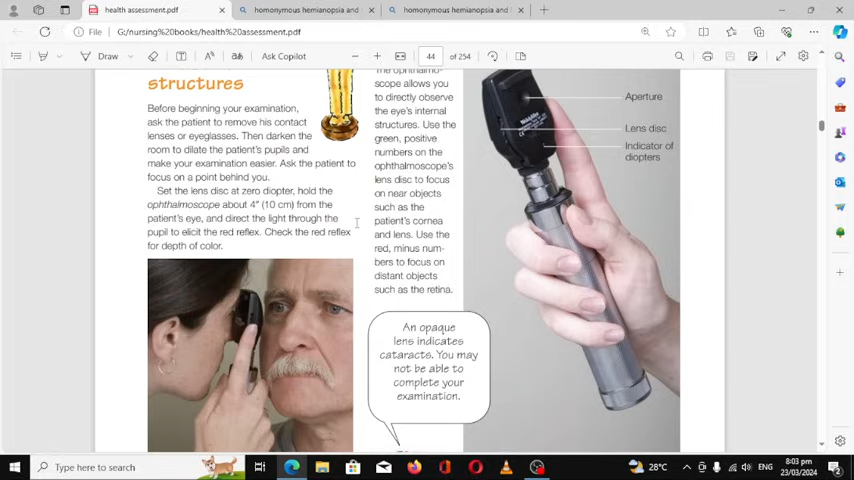 health assessment.pdf
homonymous hemianopsia and
homonymous hemianopsia and
File
G:/nursing%20books/health%20assessment.pdf
Draw
Ask Copilot
44
of 254
structures
Before beginning your examination,
ask the patient to remove his contact
lenses or eyeglasses. Then darken the
room to dilate the patient's pupils and
make your examination easier. Ask the patient to
focus on a point behind you.
Set the lens disc at zero diopter, hold the
ophthalmoscope about 4" (10 cm) from the
patient's eye, and direct the light through the
pupil to elicit the red reflex. Check the red reflex
for depth of color.
The ophthalmo-
scope allows you
to directly observe
the eye's internal
structures. Use the
green, positive
numbers on the
ophthalmoscope's
lens disc to focus
on near objects
such as the
patient's cornea
and lens. Use the
red, minus num-
bers to focus on
distant objects
such as the retina.
Aperture
Lens disc
Indicator of
diopters
An opaque
lens indicates
cataracts. You may
not be able to
complete your
examination.
Type here to search
28°C
ENG
8:03 pm
23/03/2024